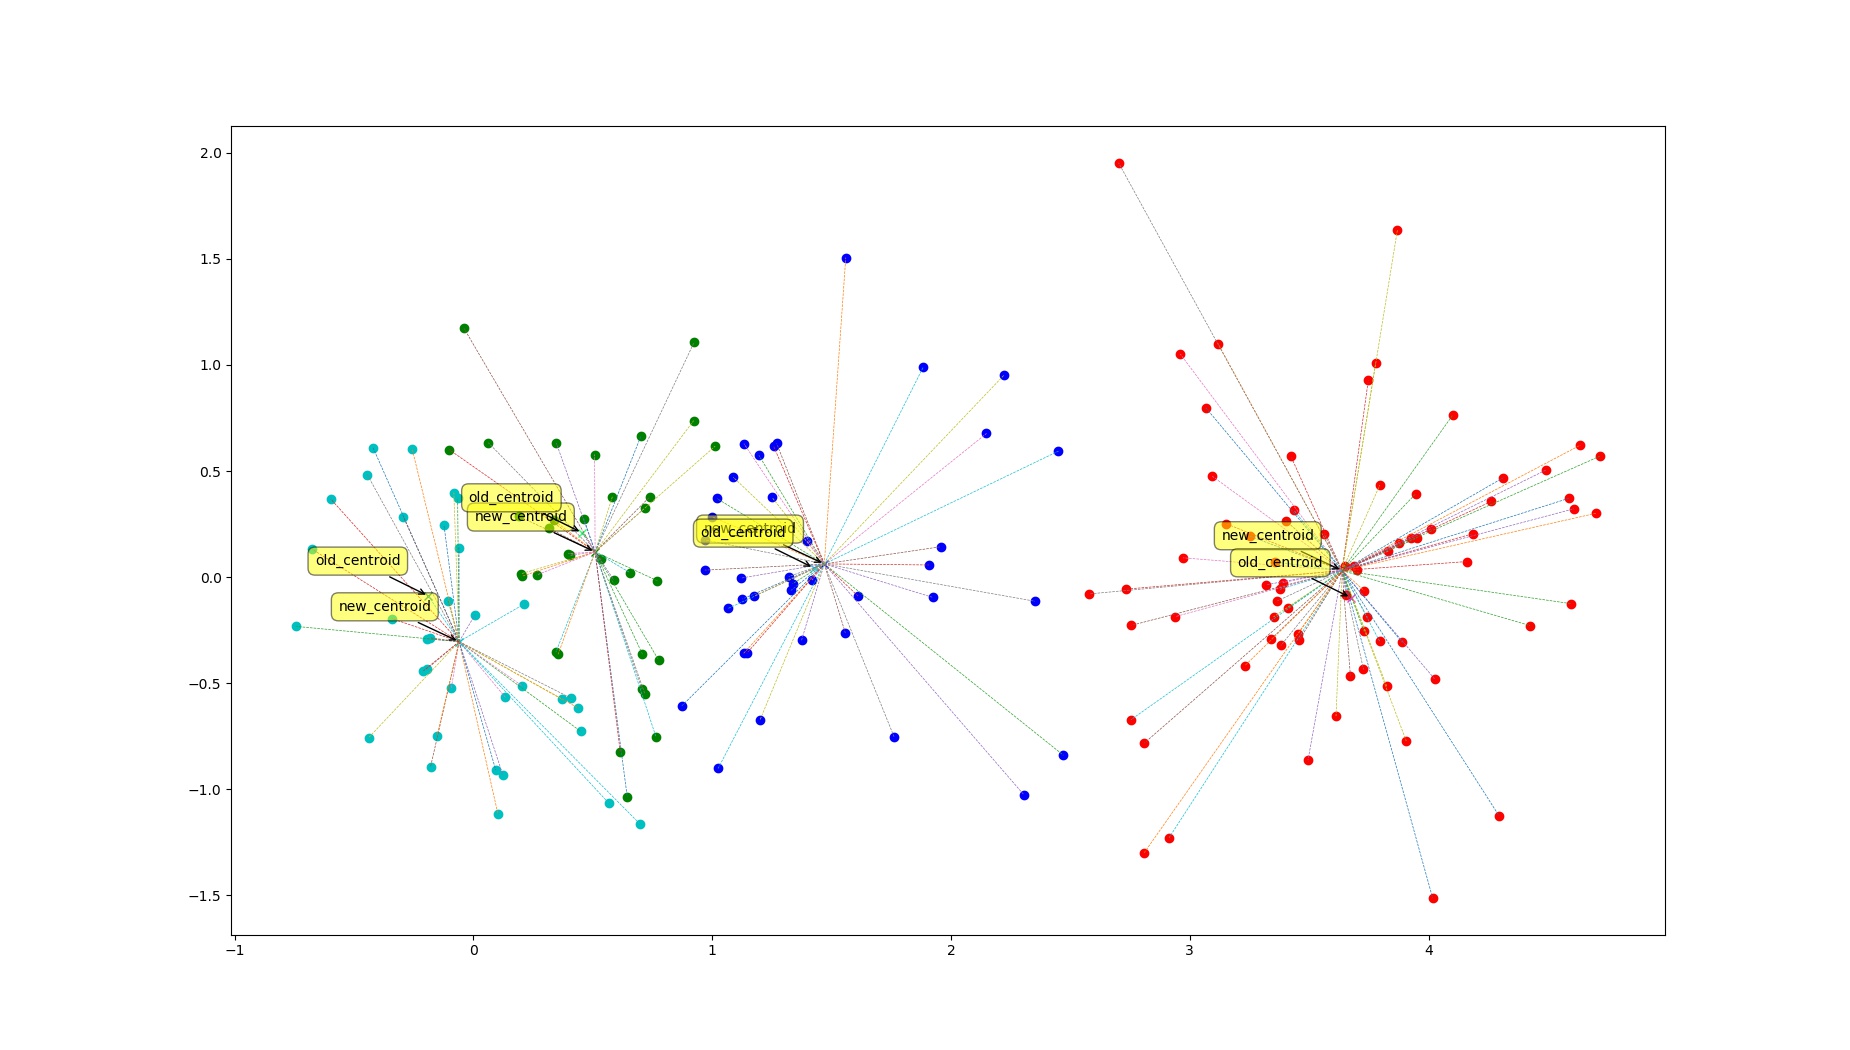 2.0
1.5
1.0
0.5
0.0
−0.5
−1.0
−1.5
old_centroid
new_centroid
new_centroid
old_centroid
new_centroid
old_centroid
old_centroid
new_centroid
−1 0 1 2 3 4